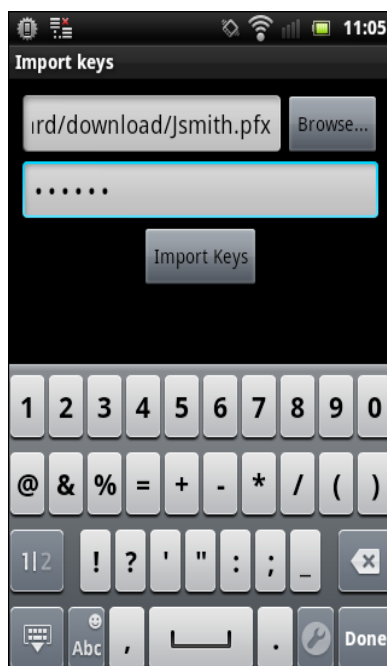 11:05
Import keys
ard/download/Jsmith.pfx Browse...
••••••
Import Keys
1 2 3 4 5 6 7 8 9 0
@ & % = + - * / ( )
1|2 ! ? ' " : ; _
Abc , . Done